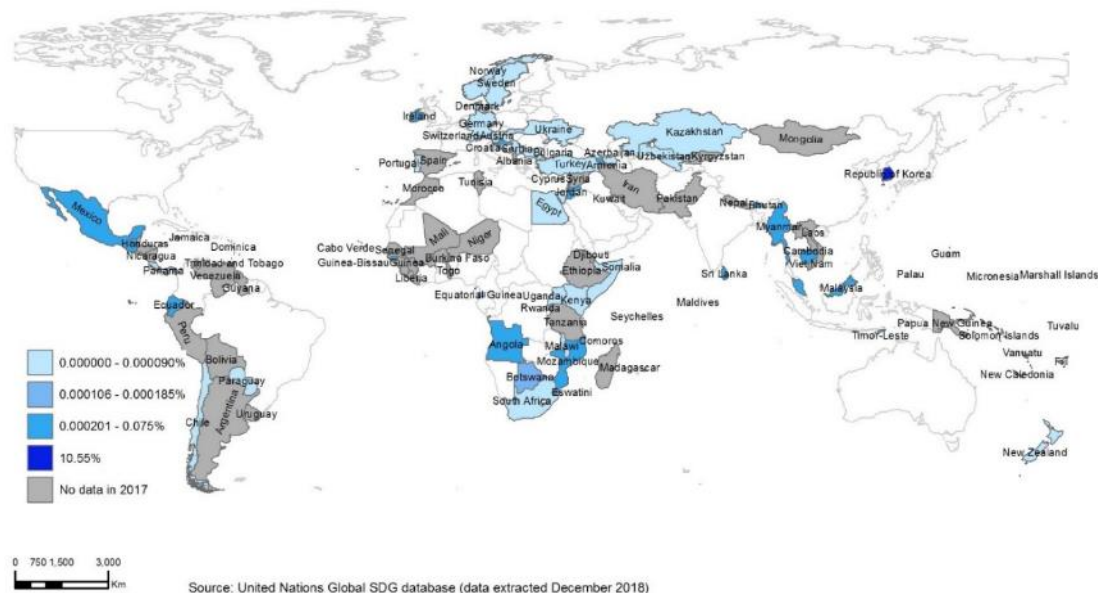 Norway
Sweden
Denmark
Ireland
Germany
Ukraine
Kazakhstan
Switzerland Austria
Mongolia
Croatia Serbia
Bulgaria
Azerbaijan
Uzbekistan Kyrgyzstan
Portugal Spain
Albania
Turkey Armenia
Republic of Korea
Cyprus Syria
Tunisia
Morocco
Jordan
Iran
Kuwait
Pakistan
Nepal Bhutan
Egypt
Mexico
Myanmar Laos
Jamaica
Honduras
Dominica
Mali
Niger
Nicaragua
Cabo Verde Senegal
Guam
Trinidad and Tobago
Guinea-Bissau Guinea Burkina Faso
Djibouti
Cambodia
Panama
Venezuela
Togo
Ethiopia Somalia
Viet Nam
Micronesia Marshall Islands
Liberia
Sri Lanka
Palau
Guyana
Equatorial Guinea Uganda Kenya
Malaysia
Maldives
Ecuador
Rwanda
Seychelles
Tanzania
Papua New Guinea
Tuvalu
Peru
Timor-Leste
Solomon Islands
Angola
Malawi Comoros
Bolivia
Mozambique
Vanuatu
Fiji
Madagascar
New Caledonia
Paraguay
Botswana
Eswatini
South Africa
Chile
Argentina
Uruguay
New Zealand
0.000000 - 0.000090%
0.000106 - 0.000185%
0.000201 - 0.075%
10.55%
No data in 2017
0 750 1,500 3,000
Km
Source: United Nations Global SDG database (data extracted December 2018)